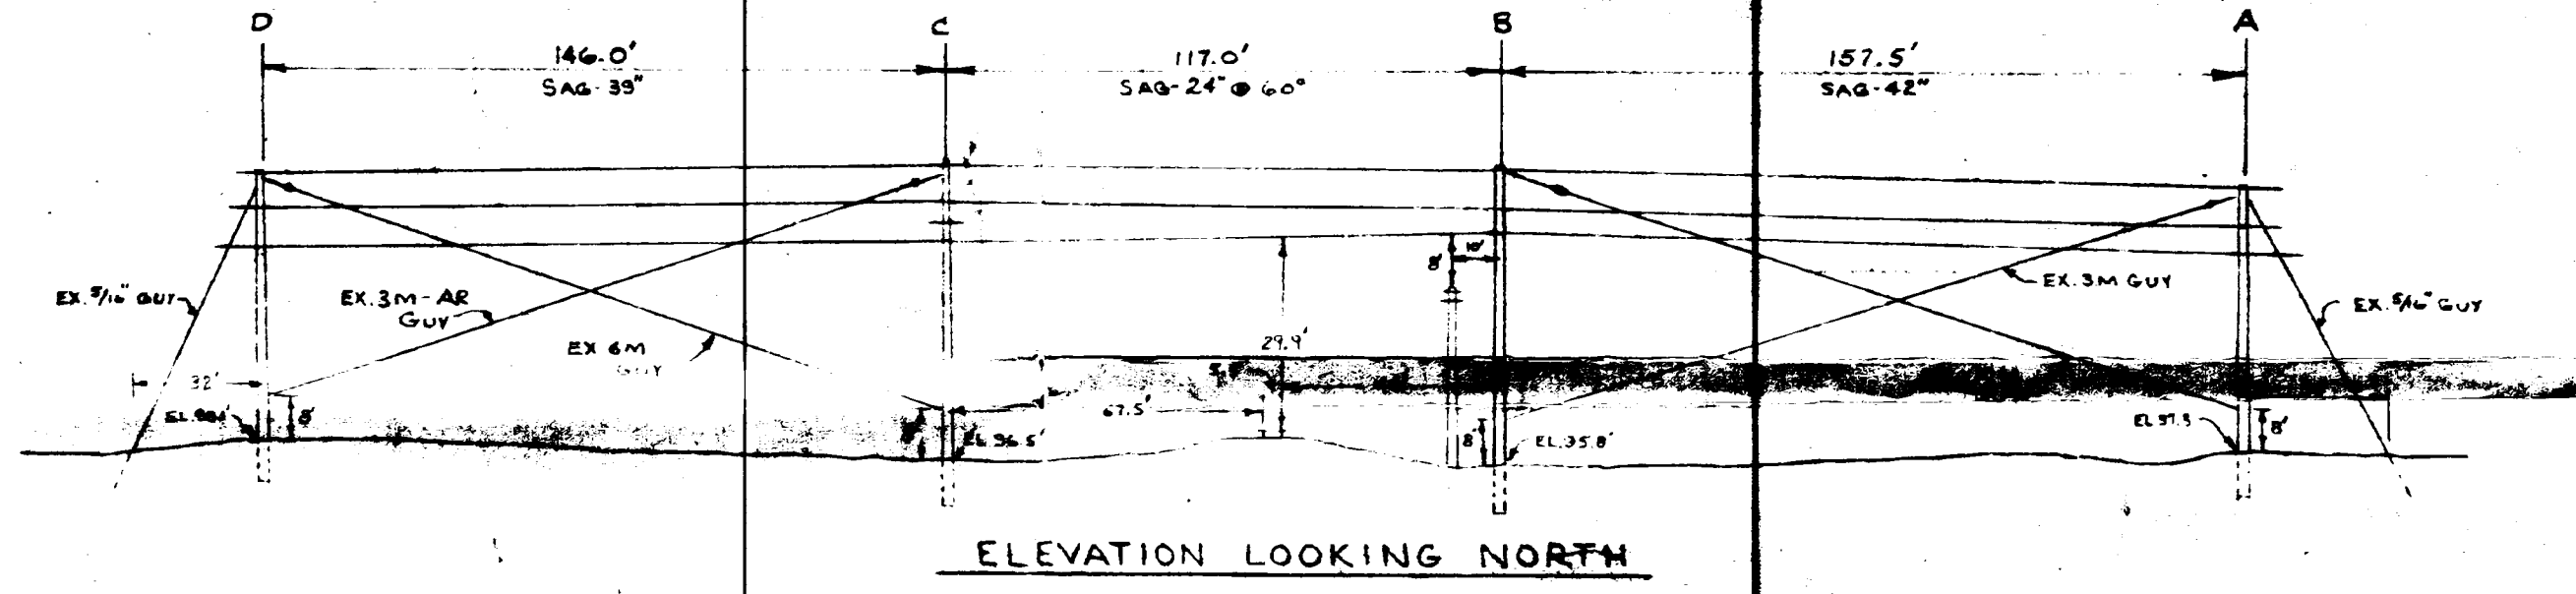 D
C
B
A
146.0'
SAG-39"
117.0'
SAG-24" @ 60°
157.5'
SAG-42"
10'
8'
EX. 5/16" GUY
EX. 3M-AR
GUY
EX 6M
EX. 3M GUY
EX. 5/16" GUY
29.9'
32'
8'
67.5'
EL 36.5'
8'
EL. 35.8'
EL 37.3
8'
ELEVATION LOOKING NORTH